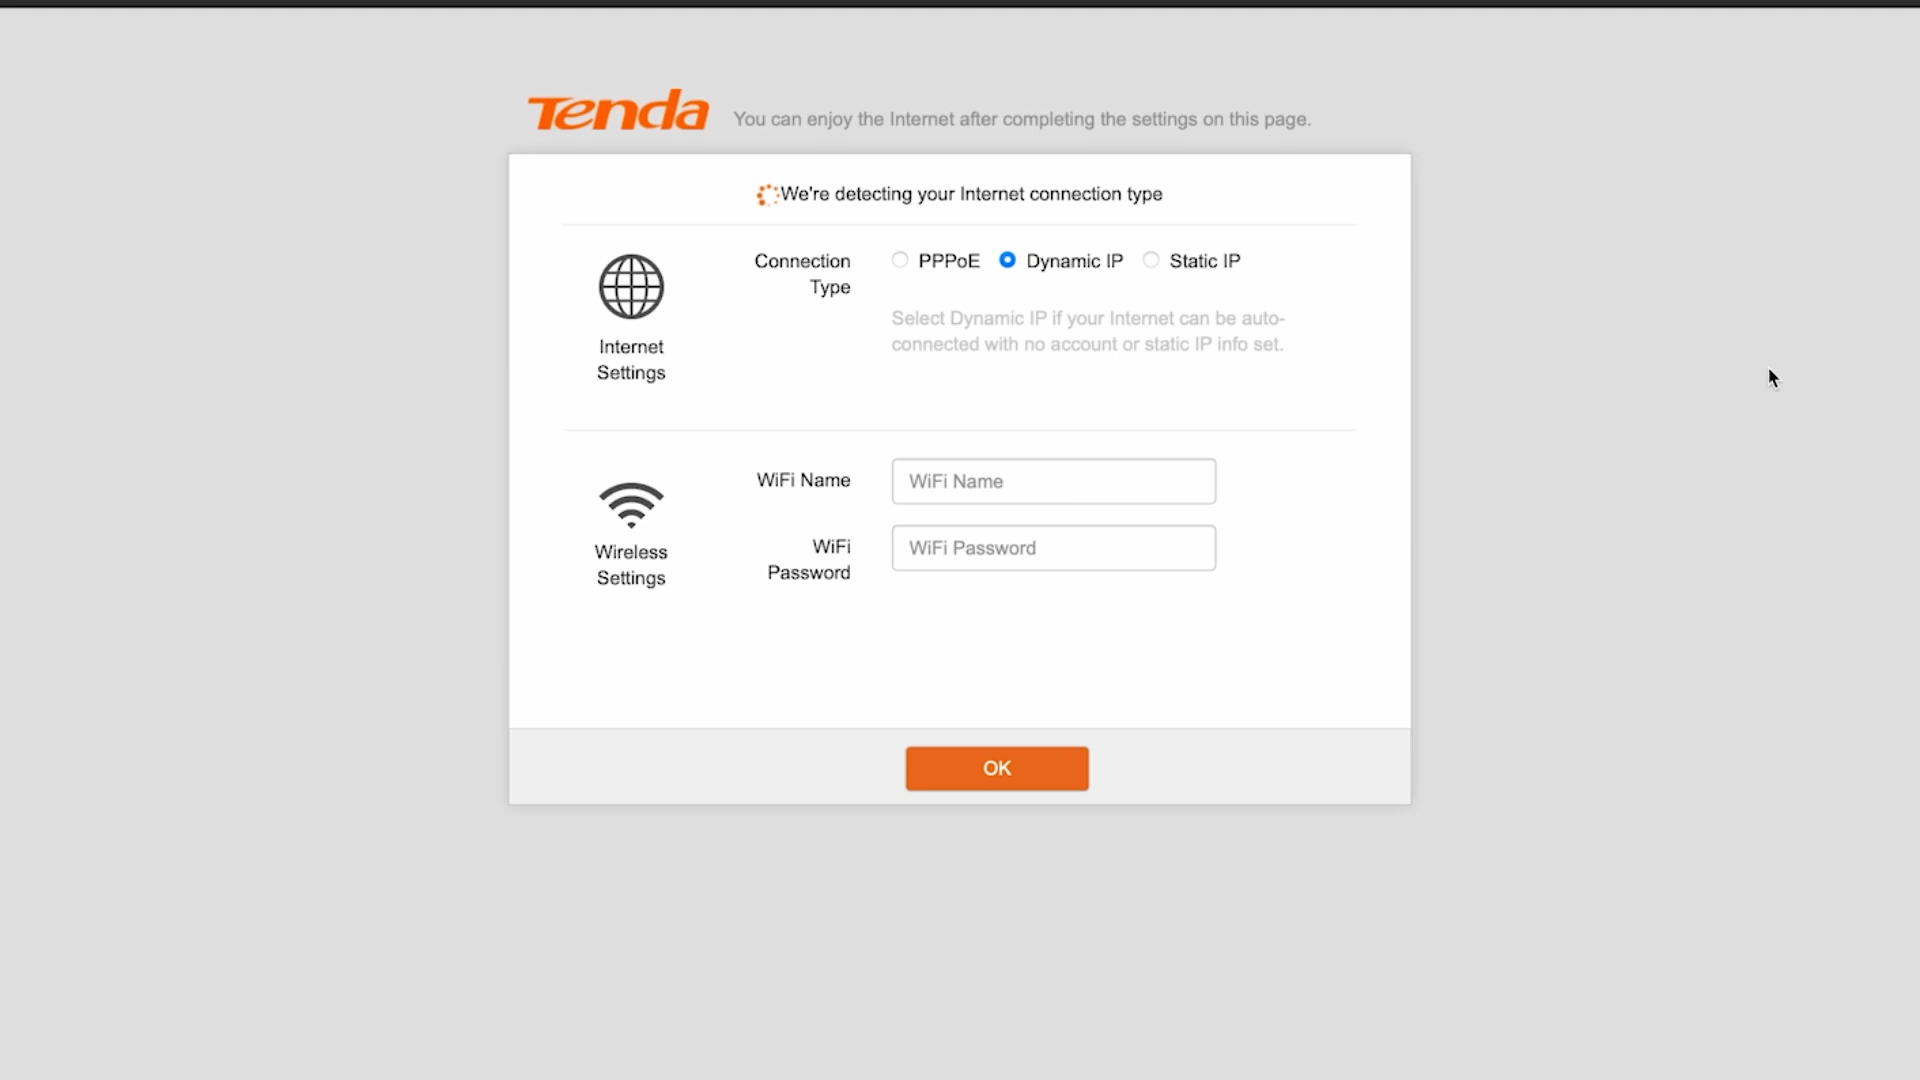 Tenda You can enjoy the Internet after completing the settings on this page.
We're detecting your Internet connection type
Internet
Settings
Connection
Type
PPPoE Dynamic IP Static IP
Select Dynamic IP if your Internet can be auto-
connected with no account or static IP info set.
Wireless
Settings
WiFi Name WiFi Name
WiFi
Password
WiFi Password
OK